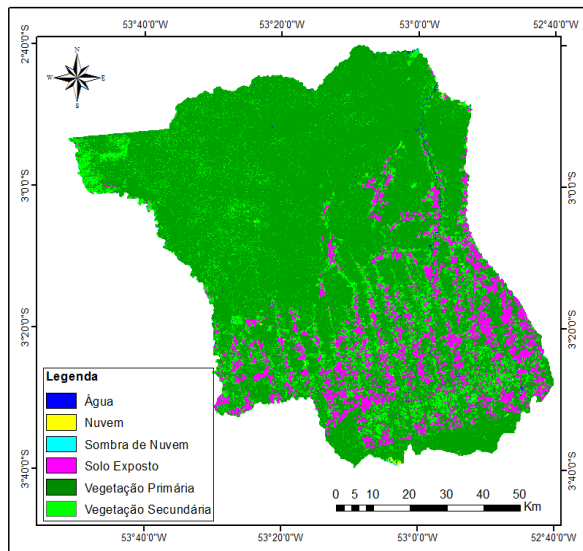 53°40'0"W 53°20'0"W 53°0'0"W 52°40'0"W
2°40'0"S 2°40'0"S
N
W E
S
3°0'0"S 3°0'0"S
3°20'0"S 3°20'0"S
Legenda
Água
Nuvem
Sombra de Nuvem
Solo Exposto
Vegetação Primária
Vegetação Secundária
3°40'0"S 3°40'0"S
0 5 10 20 30 40 50
Km
53°40'0"W 53°20'0"W 53°0'0"W 52°40'0"W